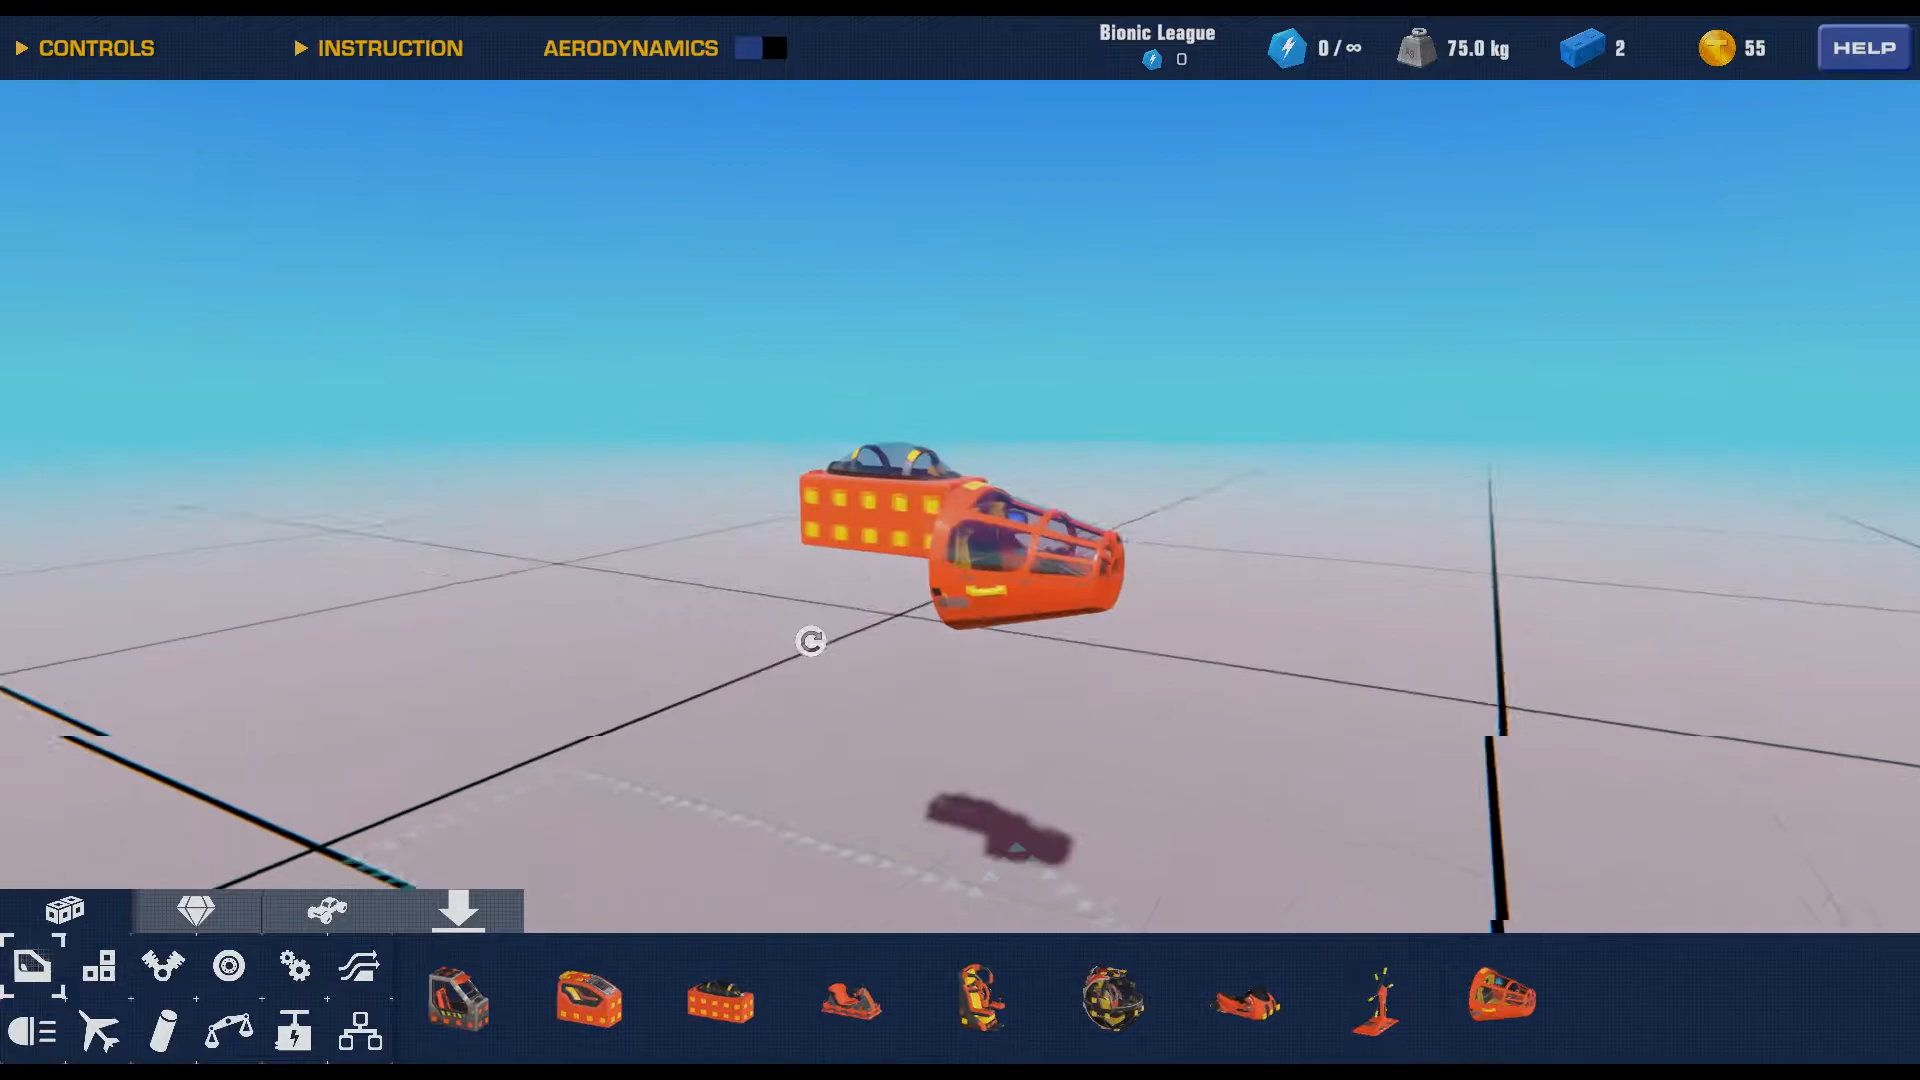 CONTROLS
INSTRUCTION
AERODYNAMICS
Bionic League
0
0 / ∞
75.0 kg
2
55
HELP